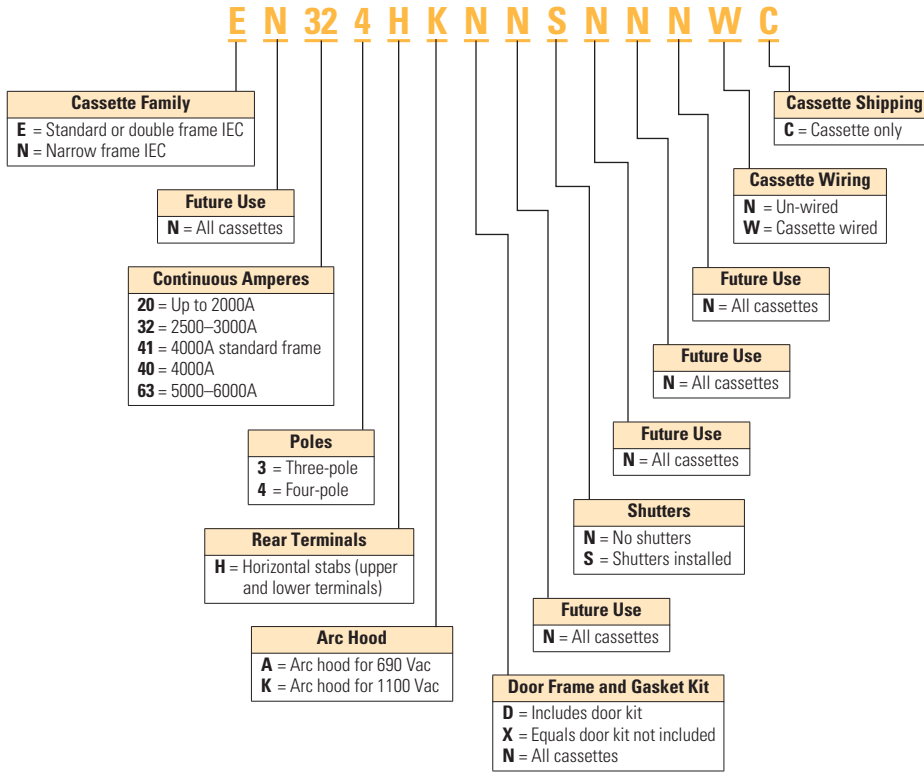 E N 32 4 H K N N S N N N W C
Cassette Family
E = Standard or double frame IEC
N = Narrow frame IEC
Future Use
N = All cassettes
Continuous Amperes
20 = Up to 2000A
32 = 2500–3000A
41 = 4000A standard frame
40 = 4000A
63 = 5000–6000A
Poles
3 = Three-pole
4 = Four-pole
Rear Terminals
H = Horizontal stabs (upper
and lower terminals)
Arc Hood
A = Arc hood for 690 Vac
K = Arc hood for 1100 Vac
Cassette Shipping
C = Cassette only
Cassette Wiring
N = Un-wired
W = Cassette wired
Future Use
N = All cassettes
Future Use
N = All cassettes
Future Use
N = All cassettes
Shutters
N = No shutters
S = Shutters installed
Future Use
N = All cassettes
Door Frame and Gasket Kit
D = Includes door kit
X = Equals door kit not included
N = All cassettes